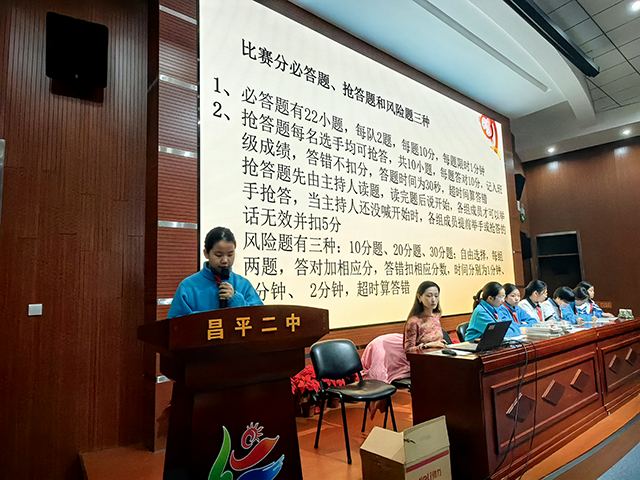 比赛分必答题、抢答题和风险题三种
1、必答题有22小题，每队2题，每题10分，每题限时1分钟
2、抢答题每名选手均可抢答，共10小题，每题答对10分，记入班
级成绩，答错不扣分，答题时间为30秒，超时算答错
抢答题先由主持人读题，读完题后说开始，各组成员才可以举
手抢答，当主持人还没喊开始时，各组成员提前举手或抢答的
话无效并扣5分
风险题有三种：10分题、20分题、30分题；自由选择，每组
两题，答对加相应分，答错扣相应分数，时间分别为1分钟、
分钟、 2分钟，超时算答错
昌平二中